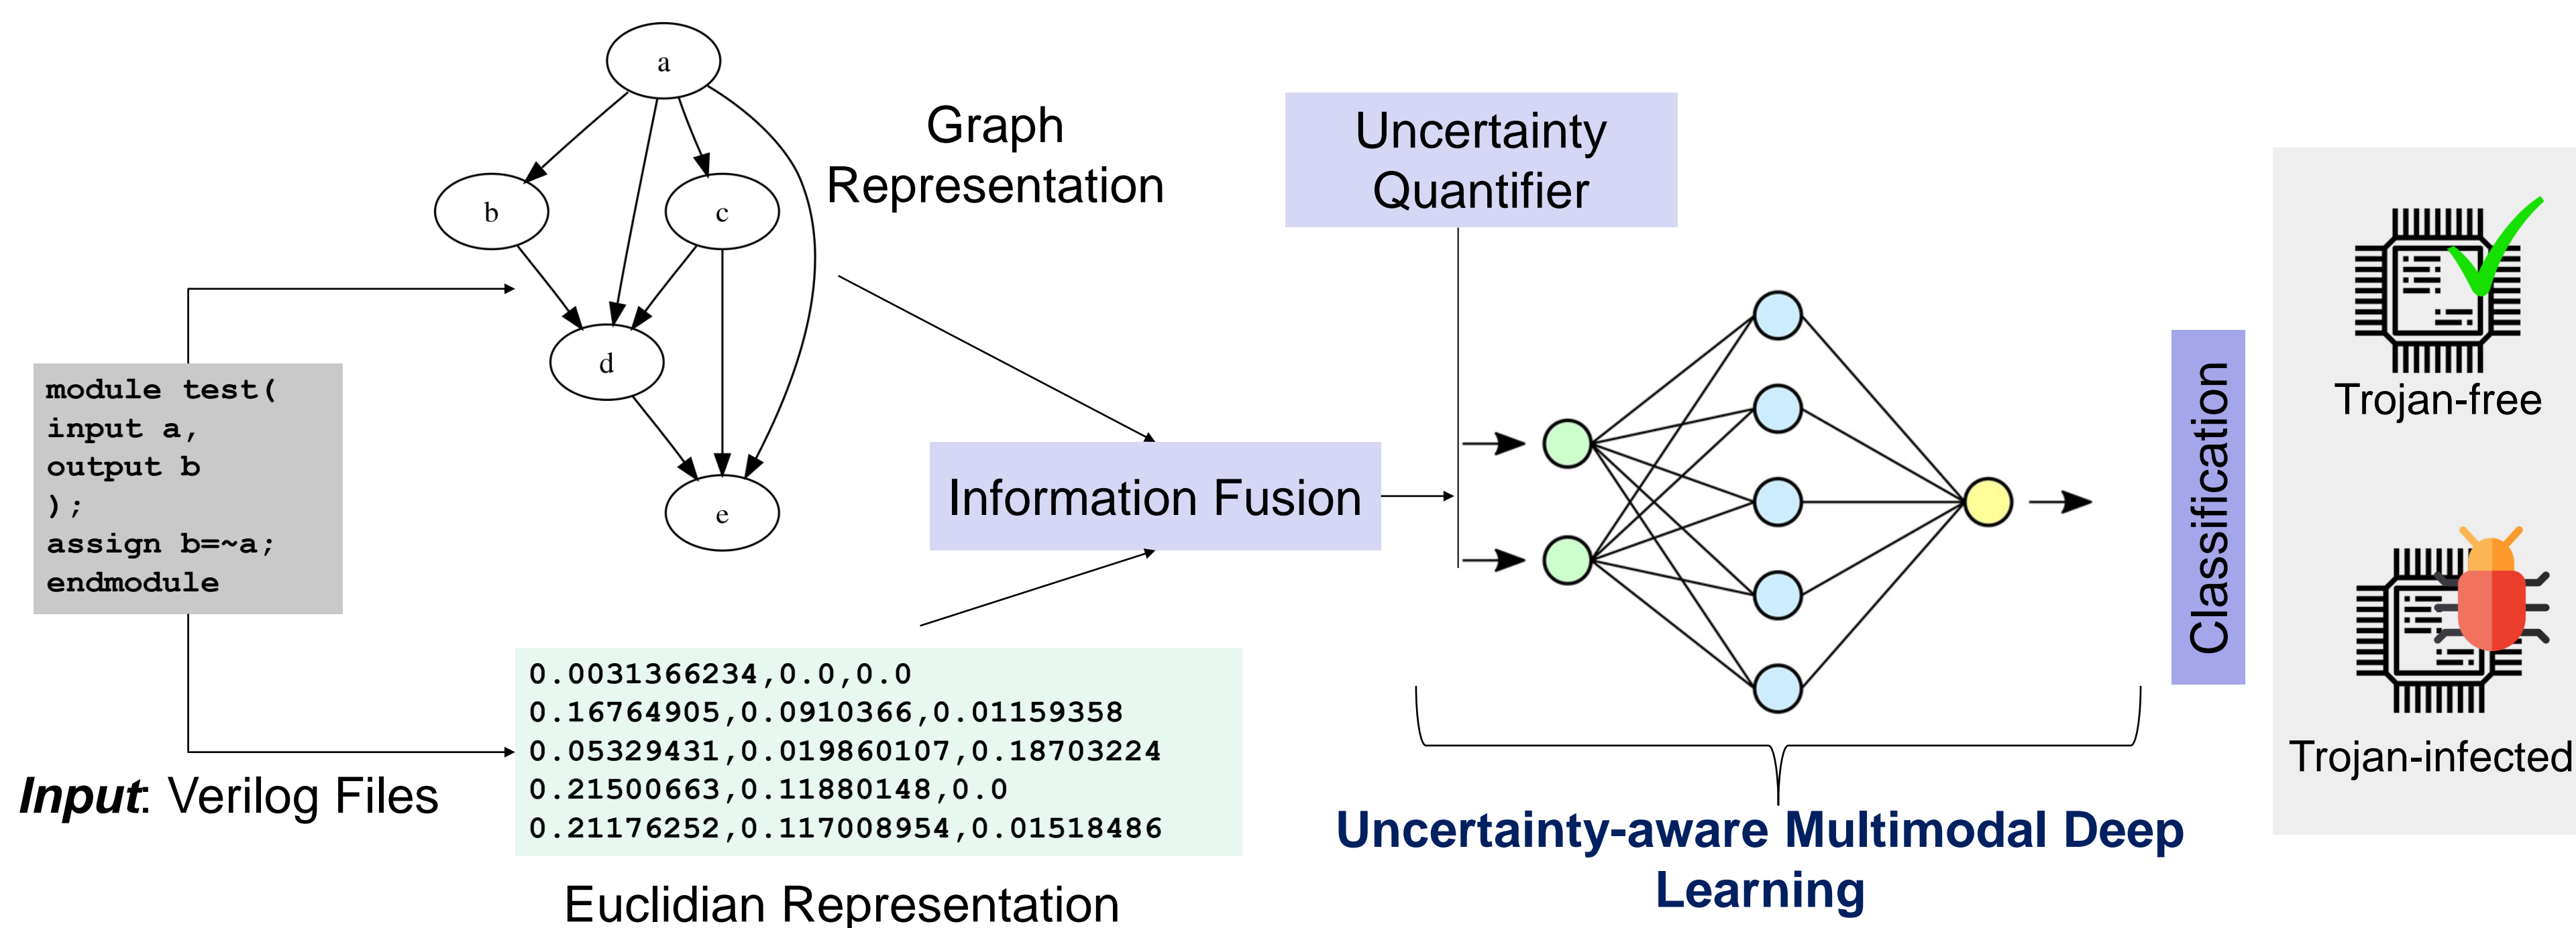 a
b
c
d
e
Graph
Representation
module test(
input a,
output b
);
assign b=~a;
endmodule
Input: Verilog Files
0.0031366234,0.0,0.0
0.16764905,0.0910366,0.01159358
0.05329431,0.019860107,0.18703224
0.21500663,0.11880148,0.0
0.21176252,0.117008954,0.01518486
Euclidian Representation
Information Fusion
Uncertainty
Quantifier
Uncertainty-aware Multimodal Deep
Learning
Classification
Trojan-free
Trojan-infected